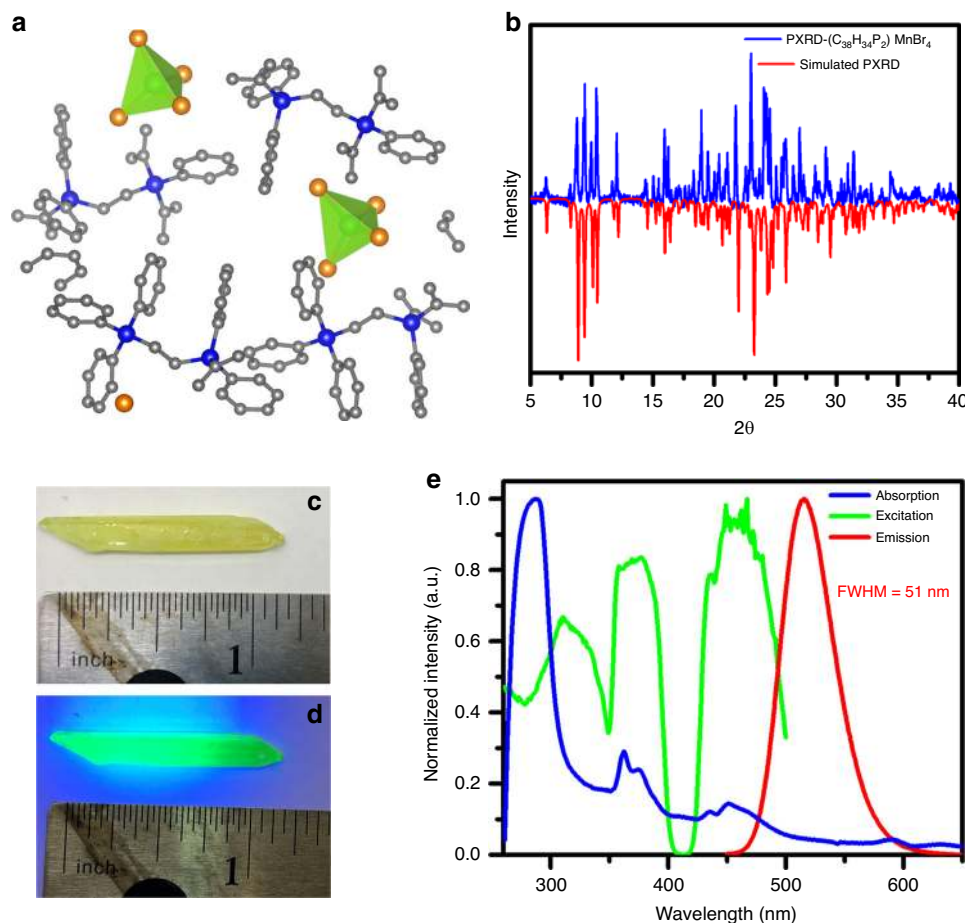 a
b
PXRD-(C₃₈H₃₄P₂) MnBr₄
Simulated PXRD
Intensity
5 10 15 20 25 30 35 40
2θ
c
inch
1
d
inch
1
e
Absorption
Excitation
Emission
FWHM = 51 nm
Normalized intensity (a.u.)
1.0
0.8
0.6
0.4
0.2
0.0
300 400 500 600
Wavelength (nm)